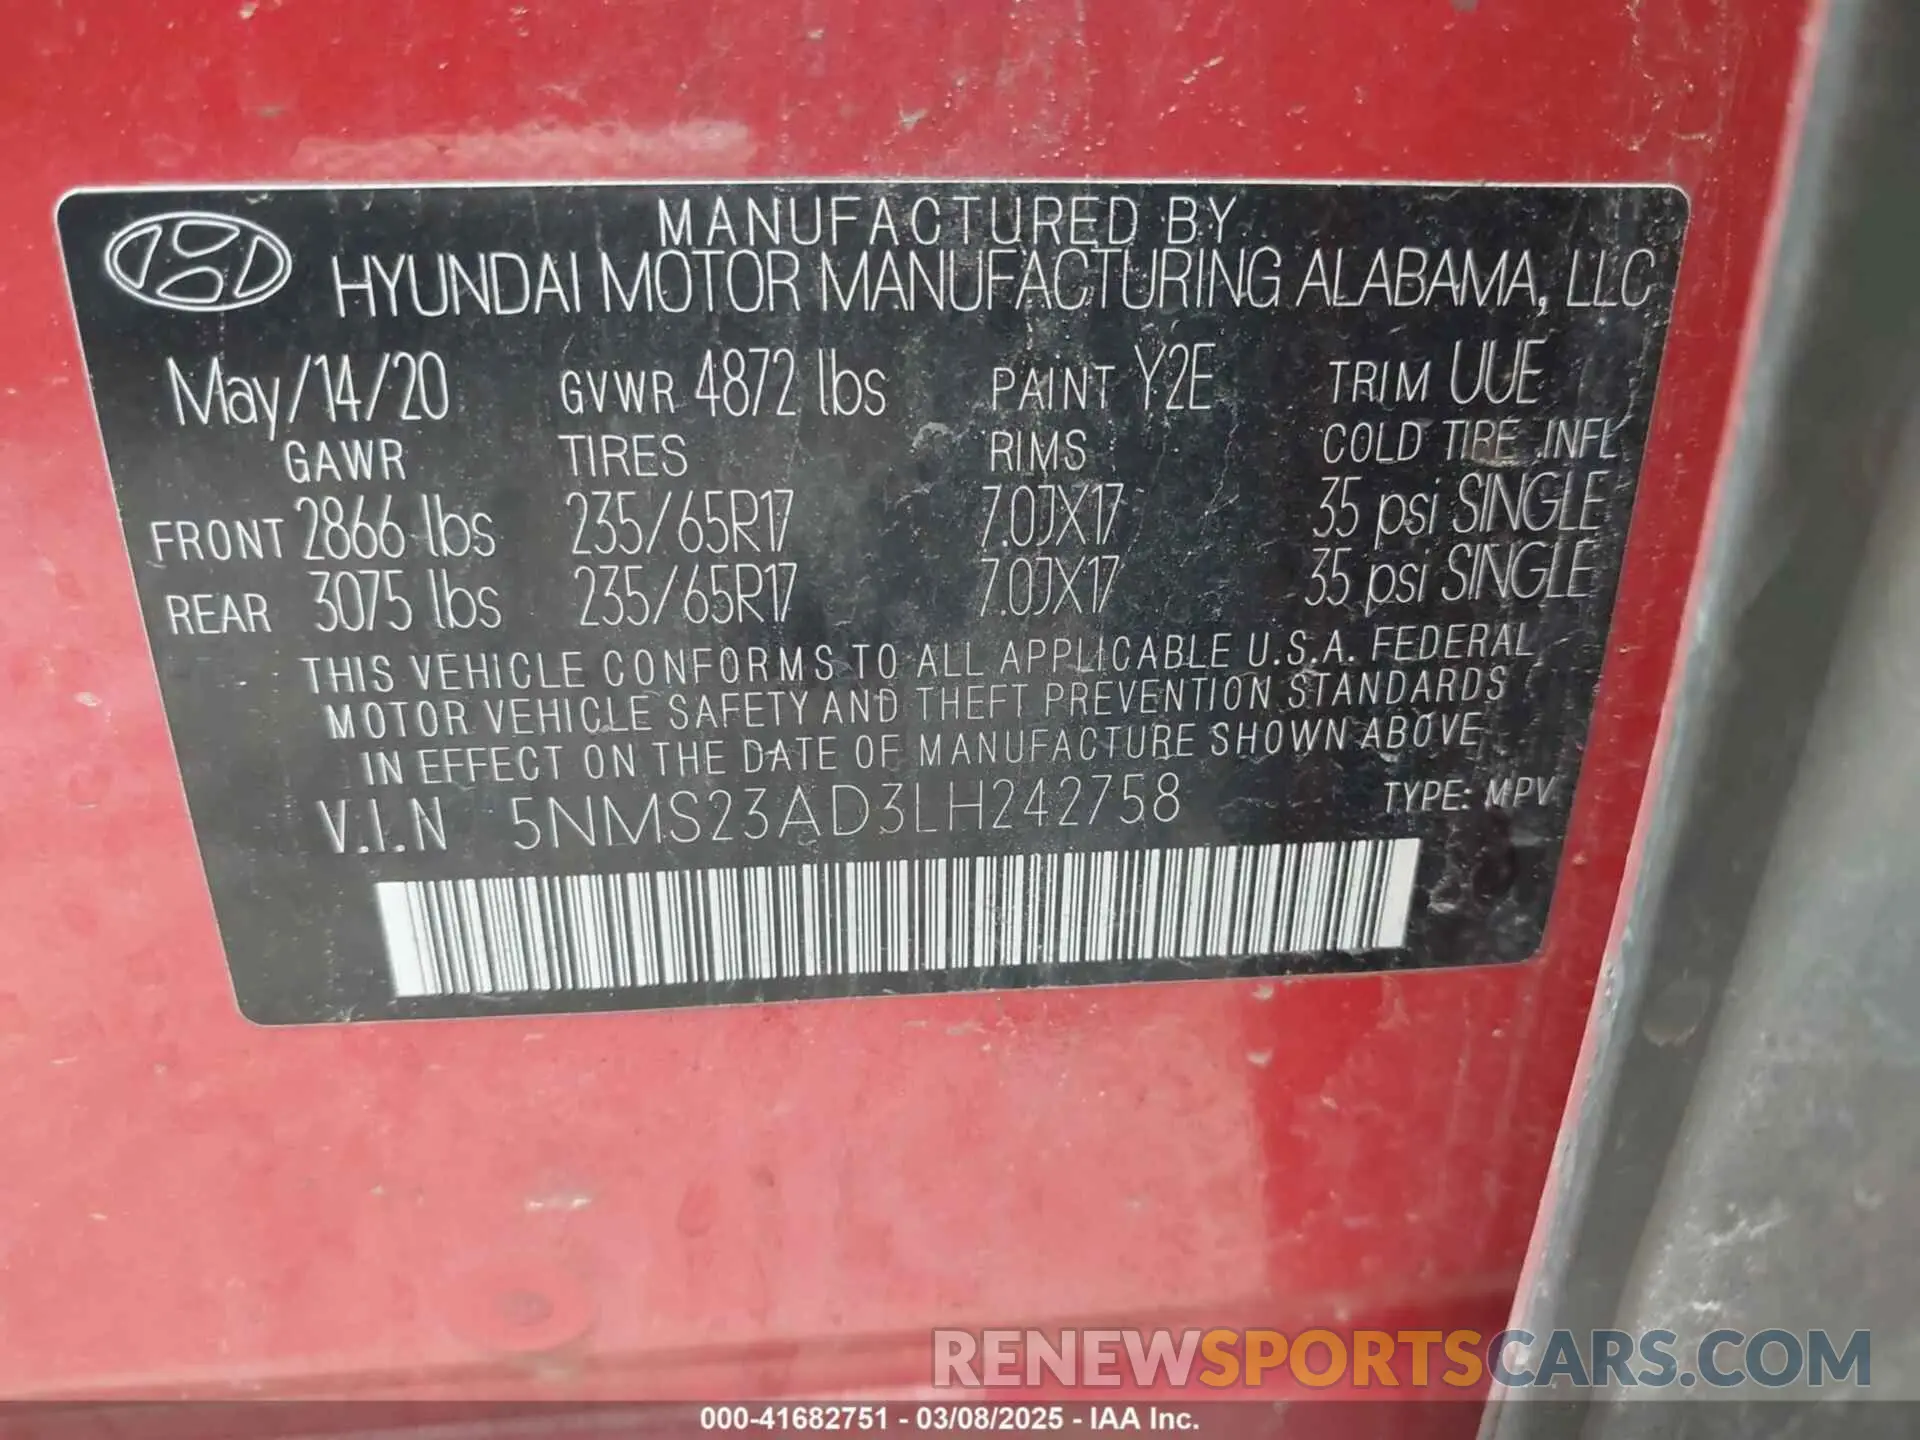 MANUFACTURED BY
HYUNDAI MOTOR MANUFACTURING ALABAMA, LLC
May/14/20 GVWR 4872 lbs PAINT Y2E TRIM UUE
GAWR TIRES RIMS COLD TIRE INFL
FRONT 2866 lbs 235/65R17 7.0JX17 35 psi SINGLE
REAR 3075 lbs 235/65R17 7.0JX17 35 psi SINGLE
THIS VEHICLE CONFORMS TO ALL APPLICABLE U.S.A. FEDERAL
MOTOR VEHICLE SAFETY AND THEFT PREVENTION STANDARDS
IN EFFECT ON THE DATE OF MANUFACTURE SHOWN ABOVE
V.I.N 5NMS23AD3LH242758 TYPE: MPV
RENEWSPORTSCARS.COM
000-41682751 - 03/08/2025 - IAA Inc.